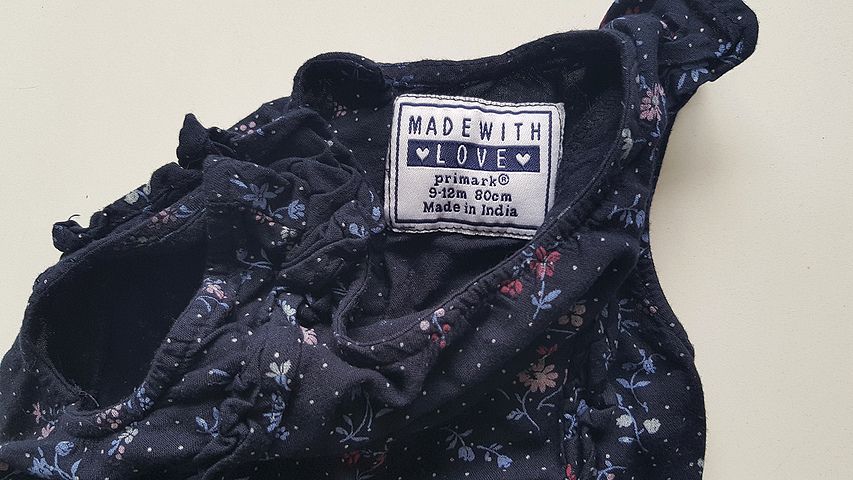 MADE WITH
♥ LOVE ♥
primark®
9-12m 80cm
Made in India